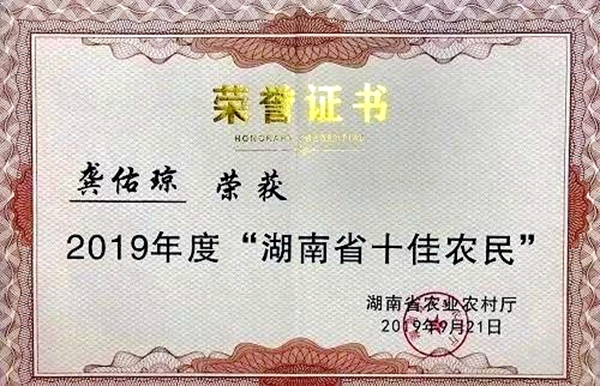 荣誉证书
HONORARY CREDENTIAL
龚佑琼 荣获
2019年度“湖南省十佳农民”
湖南省农业农村厅
2019年9月21日